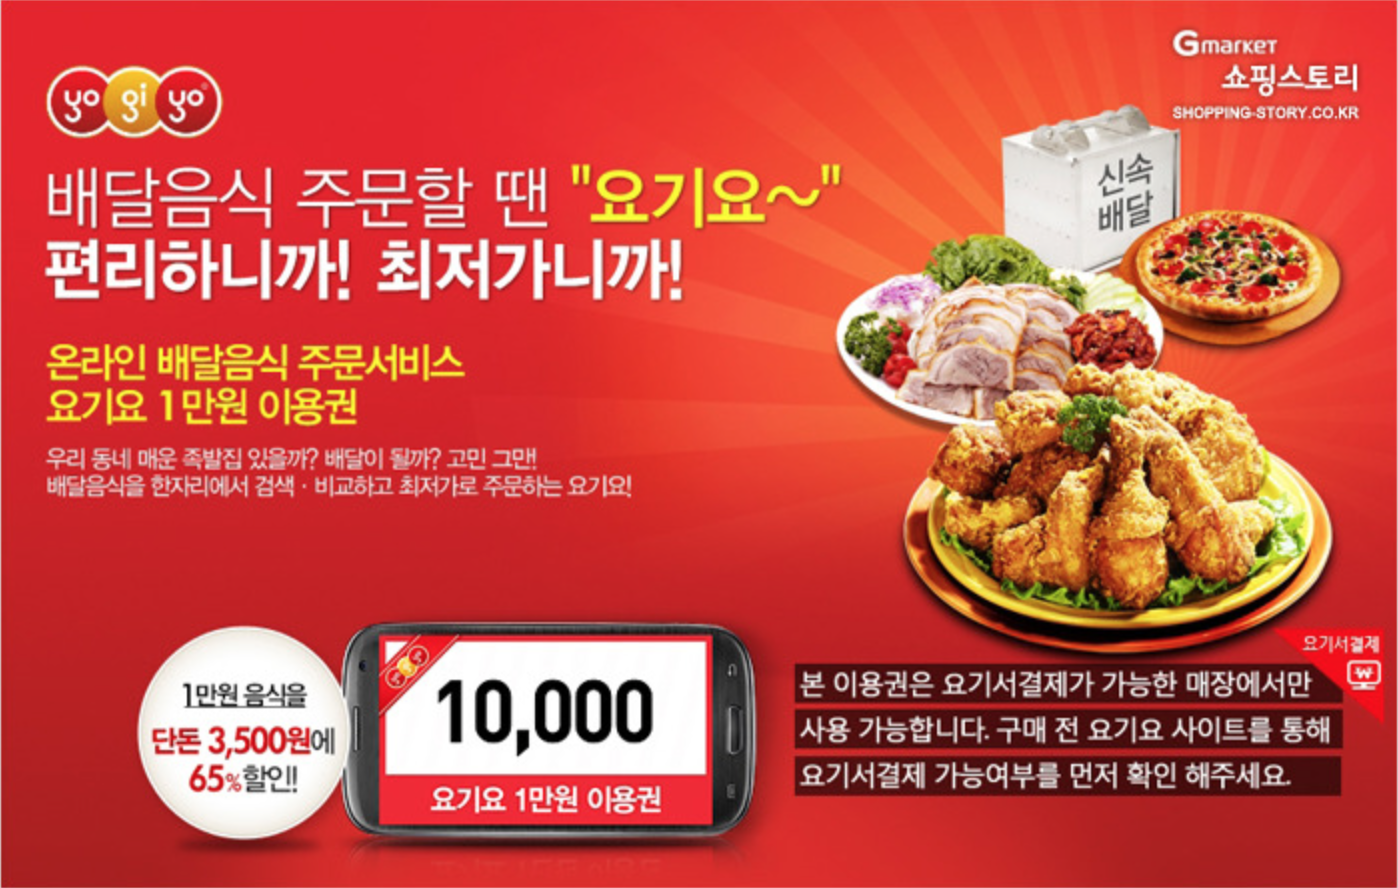 yo gi yo
Gmarket
쇼핑스토리
SHOPPING-STORY.CO.KR
배달음식 주문할 땐 "요기요~"
편리하니까! 최저가니까!
신속
배달
온라인 배달음식 주문서비스
요기요 1만원 이용권
우리 동네 매운 족발집 있을까? 배달이 될까? 고민 그만!
배달음식을 한자리에서 검색 · 비교하고 최저가로 주문하는 요기요!
1만원 음식을
단돈 3,500원에
65% 할인!
yo gi yo
10,000
요기요 1만원 이용권
요기서결제
₩
본 이용권은 요기서결제가 가능한 매장에서만
사용 가능합니다. 구매 전 요기요 사이트를 통해
요기서결제 가능여부를 먼저 확인 해주세요.